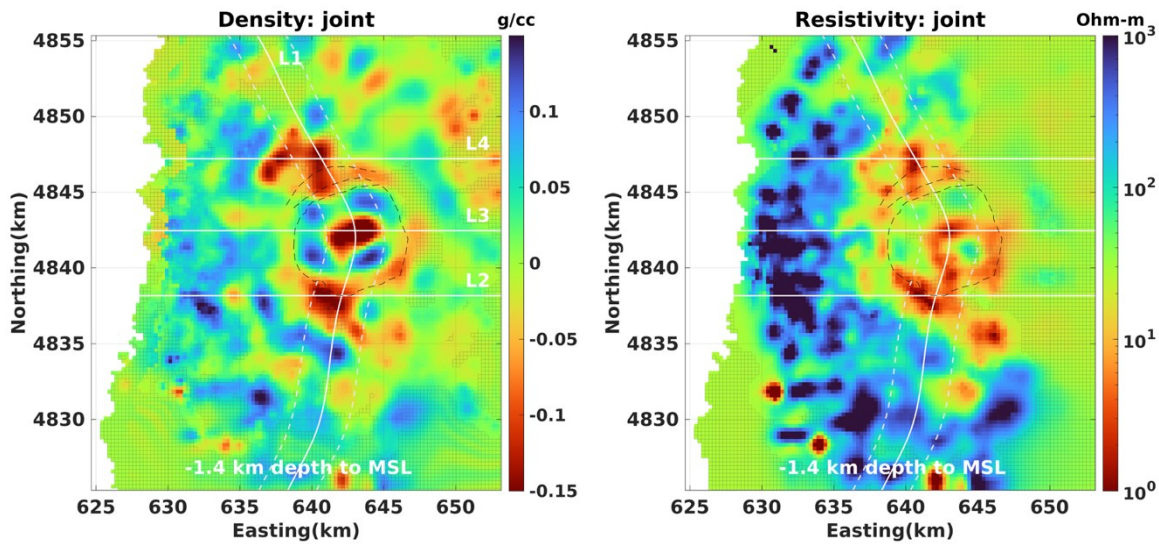 Density: joint
g/cc
4855
4850
4845
4840
4835
4830
Northing(km)
L1
L4
L3
L2
-1.4 km depth to MSL
625
630
635
640
645
650
Easting(km)
0.1
0.05
0
-0.05
-0.1
-0.15
Resistivity: joint
Ohm-m
4855
4850
4845
4840
4835
4830
Northing(km)
-1.4 km depth to MSL
625
630
635
640
645
650
Easting(km)
10³
10²
10¹
10⁰